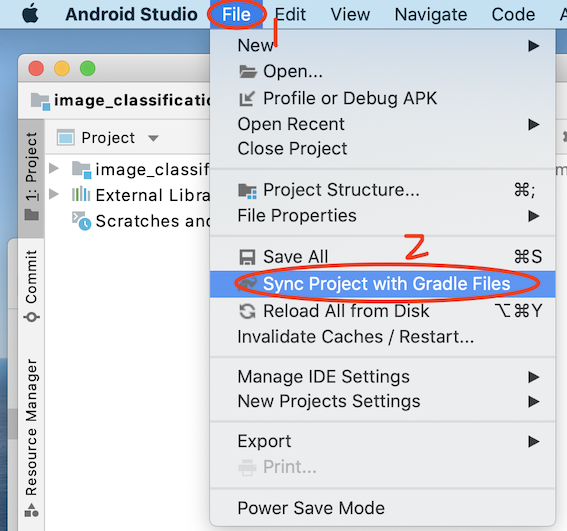 Android Studio File Edit View Navigate Code
1
New
Open...
Profile or Debug APK
Open Recent
Close Project
Project Structure... ⌘;
File Properties
2
Save All ⌘S
Sync Project with Gradle Files
Reload All from Disk ⌥⌘Y
Invalidate Caches / Restart...
Manage IDE Settings
New Projects Settings
Export
Print...
Power Save Mode
image_classificati
Project
image_classif
External Libra
Scratches and
1: Project
Commit
Resource Manager